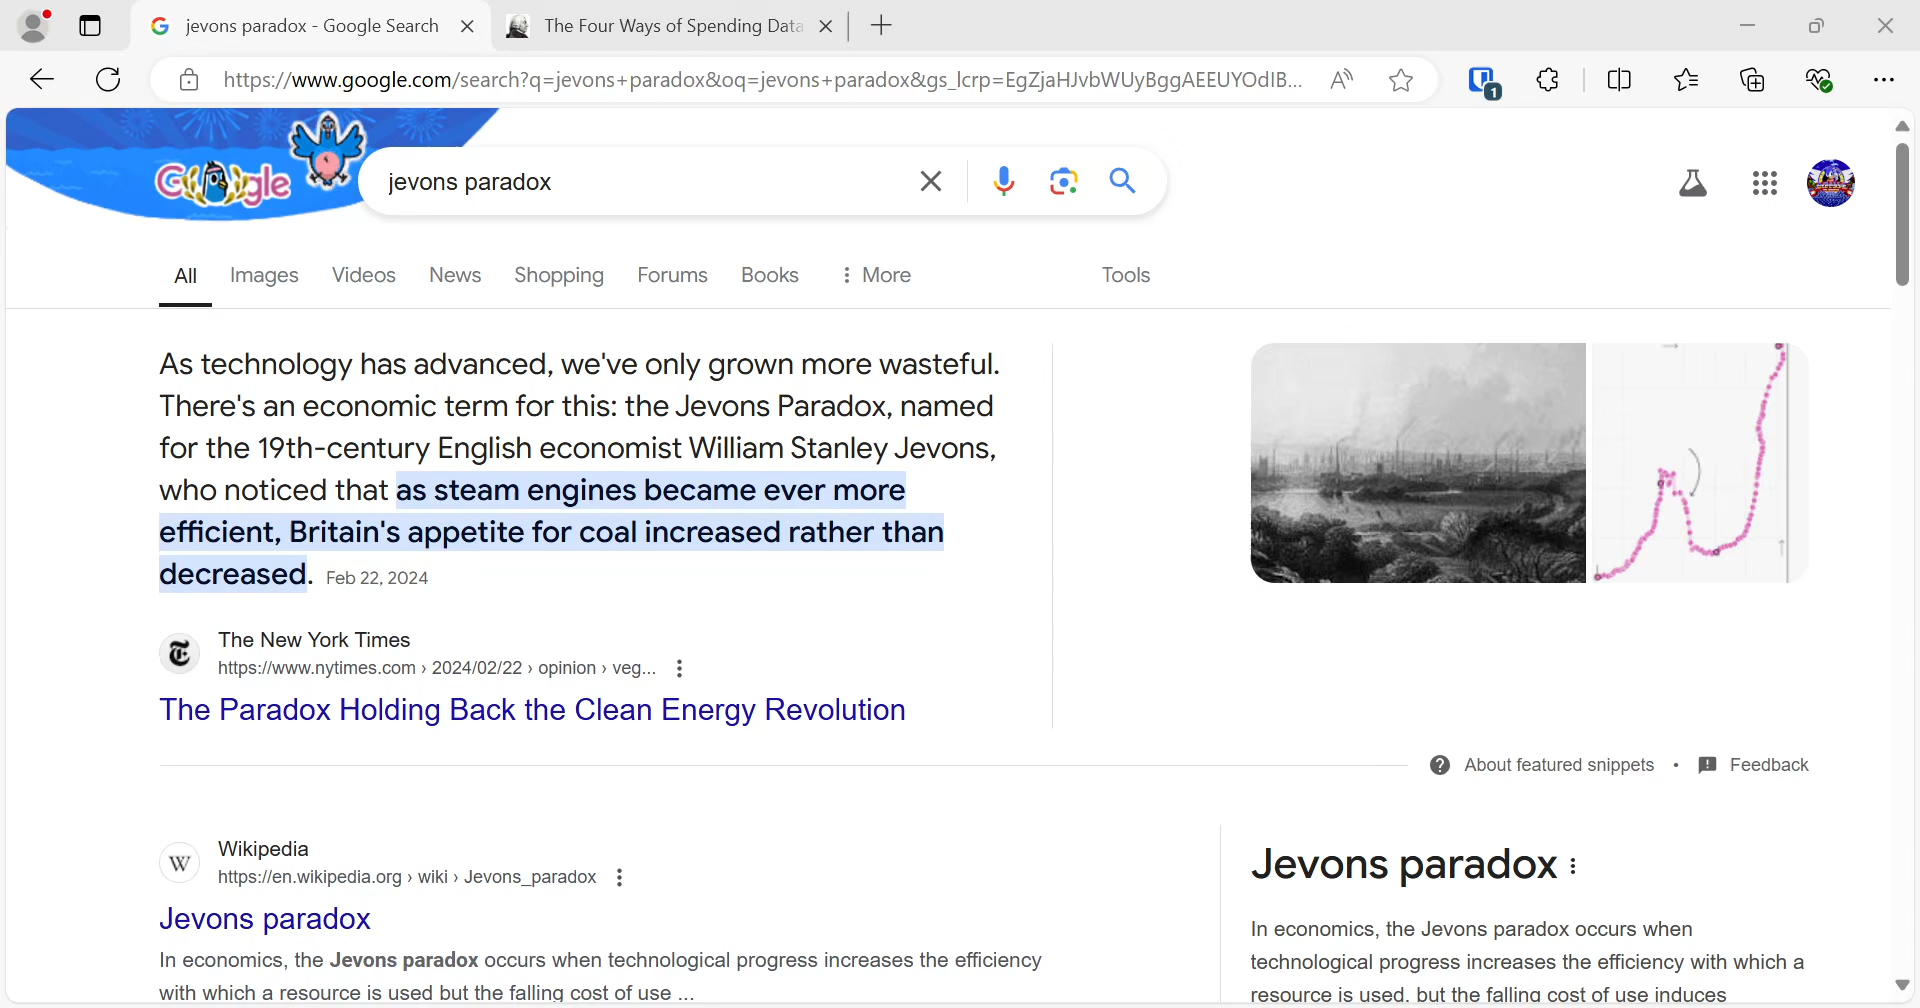 jevons paradox - Google Search
The Four Ways of Spending Data
https://www.google.com/search?q=jevons+paradox&oq=jevons+paradox&gs_lcrp=EgZjaHJvbWUyBggAEEUYOdIB...
1
Google
jevons paradox
All
Images
Videos
News
Shopping
Forums
Books
More
Tools
As technology has advanced, we've only grown more wasteful.
There's an economic term for this: the Jevons Paradox, named
for the 19th-century English economist William Stanley Jevons,
who noticed that as steam engines became ever more
efficient, Britain's appetite for coal increased rather than
decreased. Feb 22, 2024
The New York Times
https://www.nytimes.com › 2024/02/22 › opinion › veg...
The Paradox Holding Back the Clean Energy Revolution
About featured snippets • Feedback
W
Wikipedia
https://en.wikipedia.org › wiki › Jevons_paradox
Jevons paradox
In economics, the Jevons paradox occurs when technological progress increases the efficiency
with which a resource is used but the falling cost of use ...
Jevons paradox
In economics, the Jevons paradox occurs when
technological progress increases the efficiency with which a
resource is used, but the falling cost of use induces